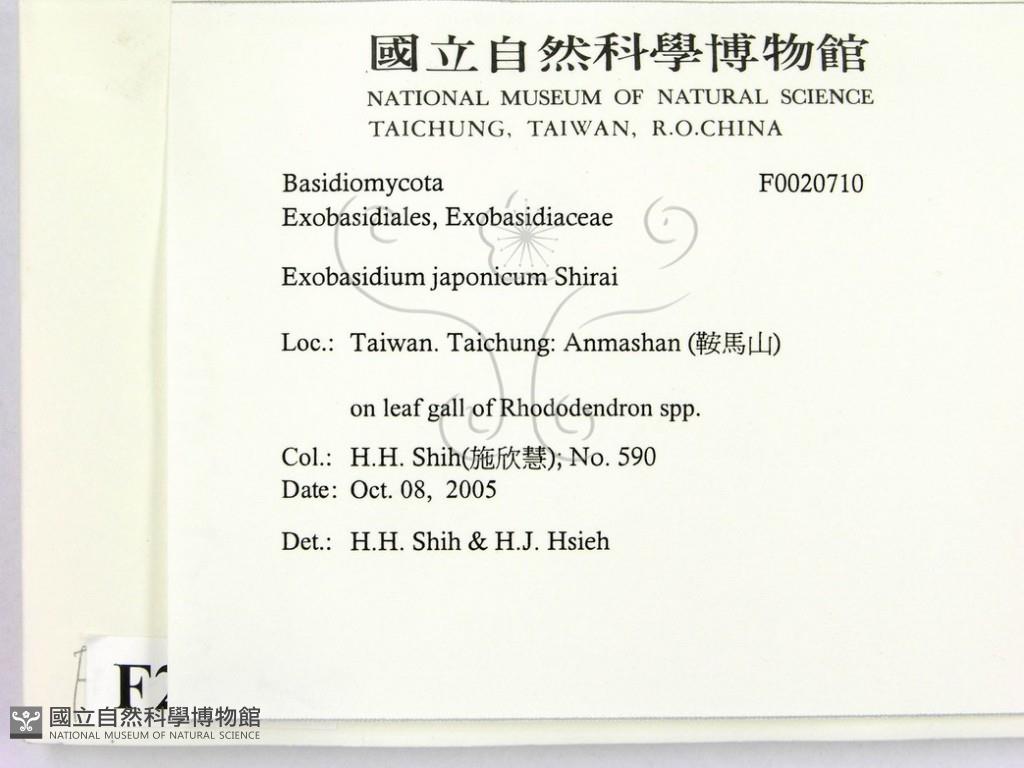 國立自然科學博物館
NATIONAL MUSEUM OF NATURAL SCIENCE
TAICHUNG, TAIWAN, R.O.CHINA
Basidiomycota F0020710
Exobasidiales, Exobasidiaceae
Exobasidium japonicum Shirai
Loc.: Taiwan. Taichung: Anmashan (鞍馬山)
on leaf gall of Rhododendron spp.
Col.: H.H. Shih(施欣慧); No. 590
Date: Oct. 08, 2005
Det.: H.H. Shih & H.J. Hsieh
F2
國立自然科學博物館
NATIONAL MUSEUM OF NATURAL SCIENCE